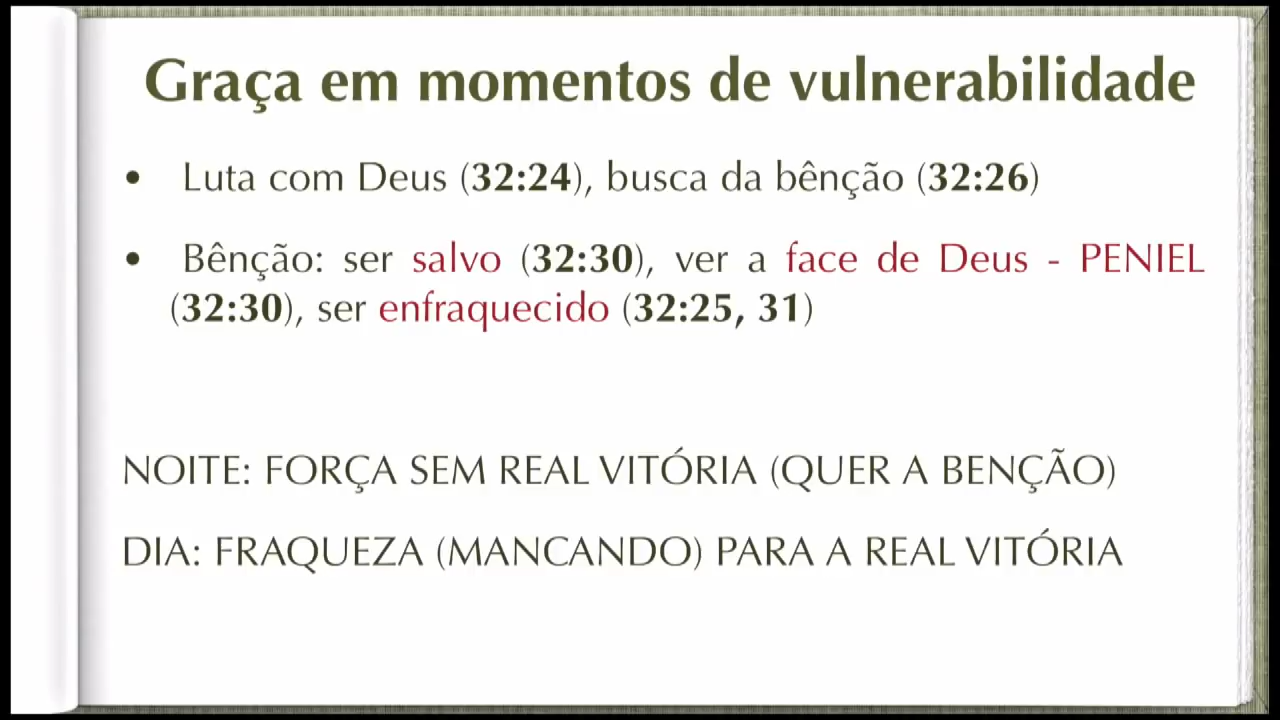 Graça em momentos de vulnerabilidade
• Luta com Deus (32:24), busca da bênção (32:26)
• Bênção: ser salvo (32:30), ver a face de Deus - PENIEL
(32:30), ser enfraquecido (32:25, 31)
NOITE: FORÇA SEM REAL VITÓRIA (QUER A BENÇÃO)
DIA: FRAQUEZA (MANCANDO) PARA A REAL VITÓRIA